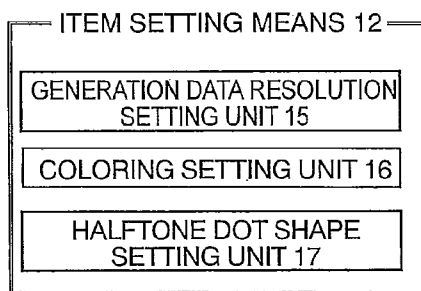 ITEM SETTING MEANS 12
GENERATION DATA RESOLUTION
SETTING UNIT 15
COLORING SETTING UNIT 16
HALFTONE DOT SHAPE
SETTING UNIT 17